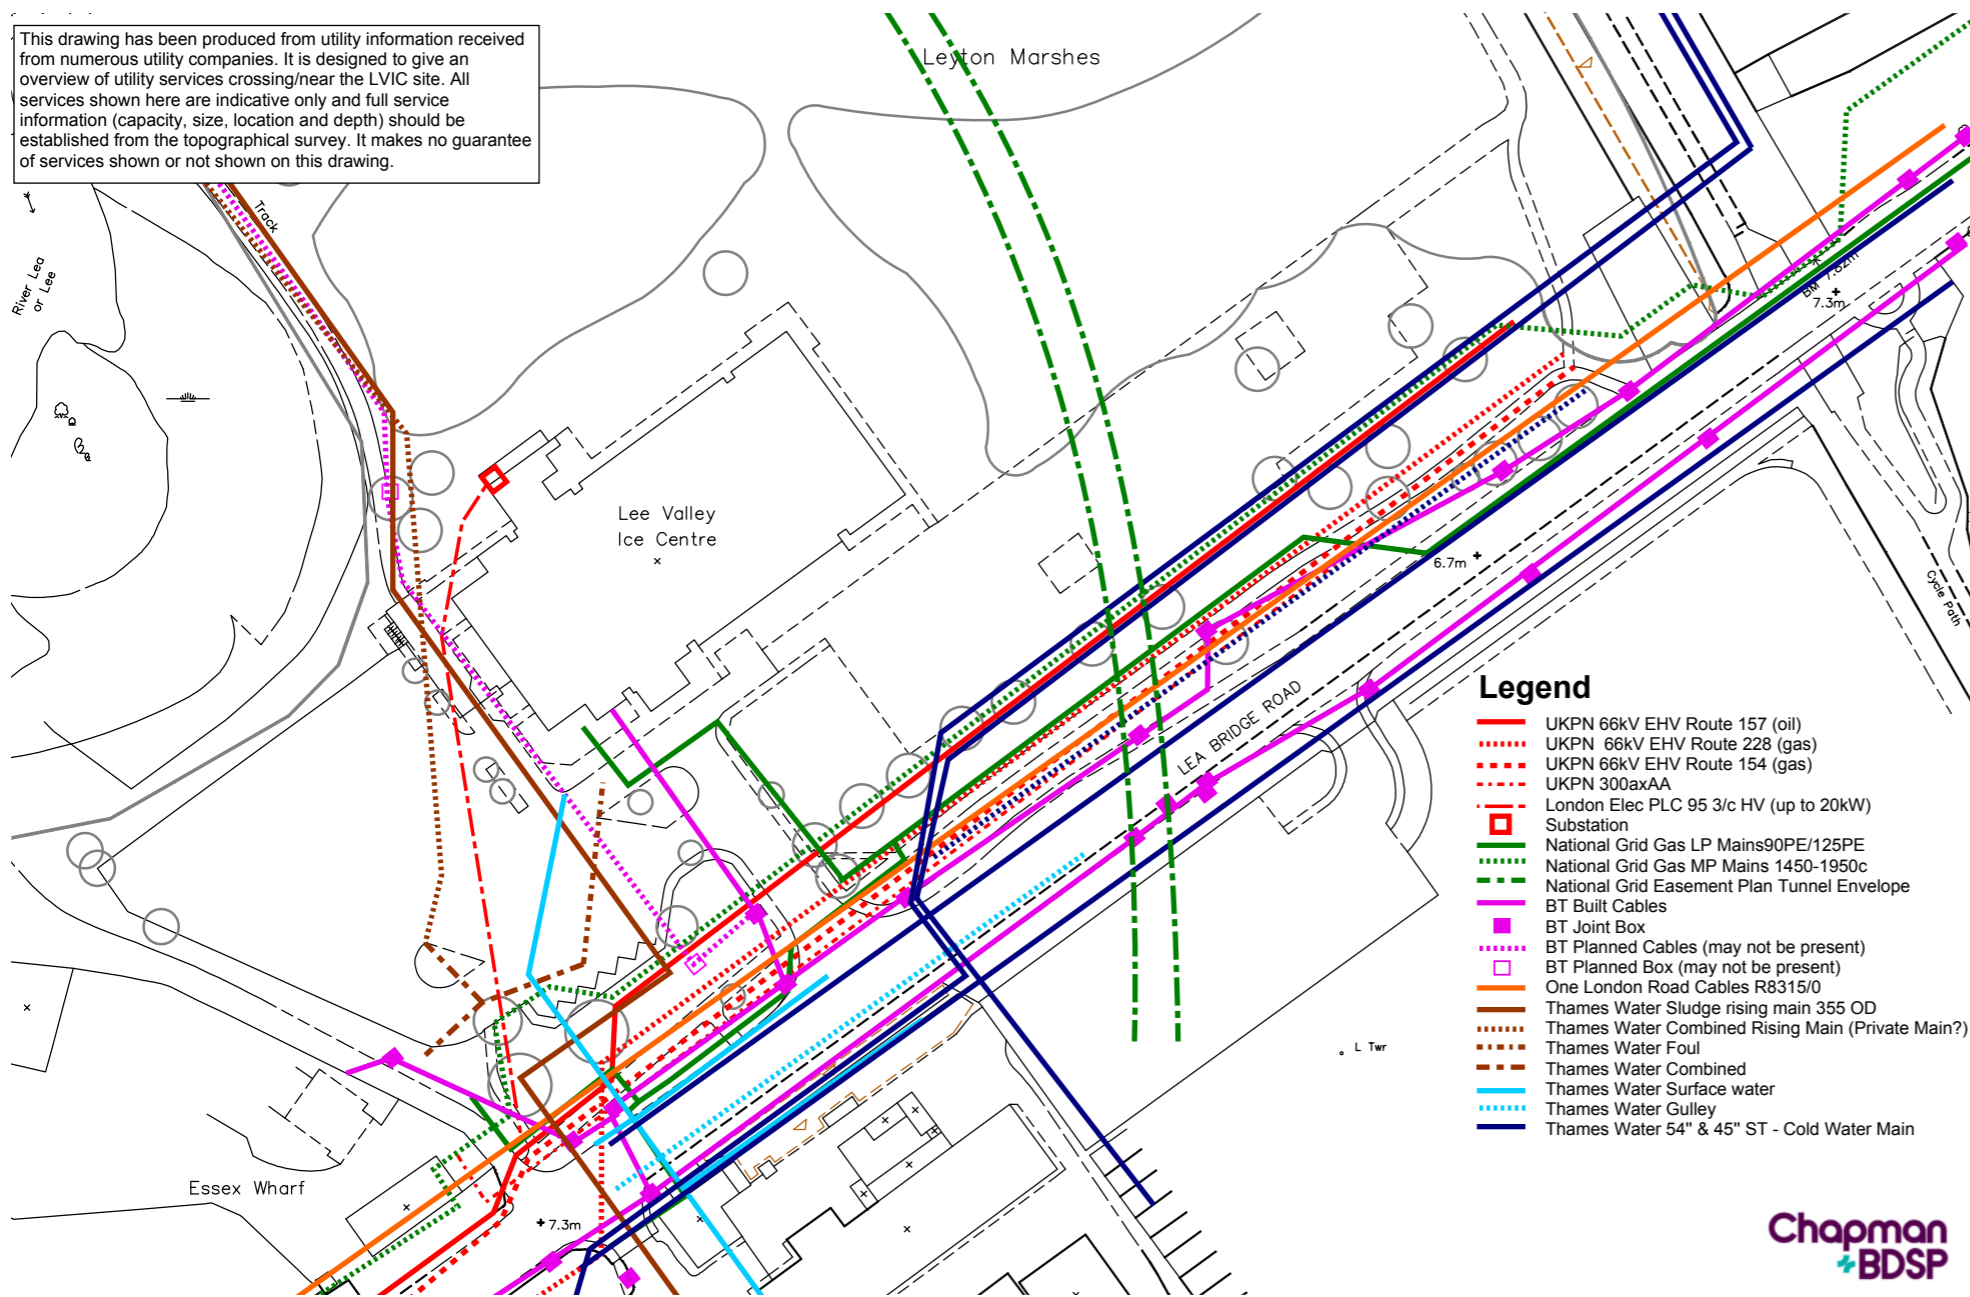 This drawing has been produced from utility information received
from numerous utility companies. It is designed to give an
overview of utility services crossing/near the LVIC site. All
services shown here are indicative only and full service
information (capacity, size, location and depth) should be
established from the topographical survey. It makes no guarantee
of services shown or not shown on this drawing.
Leyton Marshes
Track
River Lea
or Lee
BM 7.82m
7.3m
Lee Valley
Ice Centre
6.7m
Cycle Path
LEA BRIDGE ROAD
L Twr
Essex Wharf
7.3m
Legend
UKPN 66kV EHV Route 157 (oil)
UKPN 66kV EHV Route 228 (gas)
UKPN 66kV EHV Route 154 (gas)
UKPN 300axAA
London Elec PLC 95 3/c HV (up to 20kW)
Substation
National Grid Gas LP Mains90PE/125PE
National Grid Gas MP Mains 1450-1950c
National Grid Easement Plan Tunnel Envelope
BT Built Cables
BT Joint Box
BT Planned Cables (may not be present)
BT Planned Box (may not be present)
One London Road Cables R8315/0
Thames Water Sludge rising main 355 OD
Thames Water Combined Rising Main (Private Main?)
Thames Water Foul
Thames Water Combined
Thames Water Surface water
Thames Water Gulley
Thames Water 54" & 45" ST - Cold Water Main
Chapman
BDSP